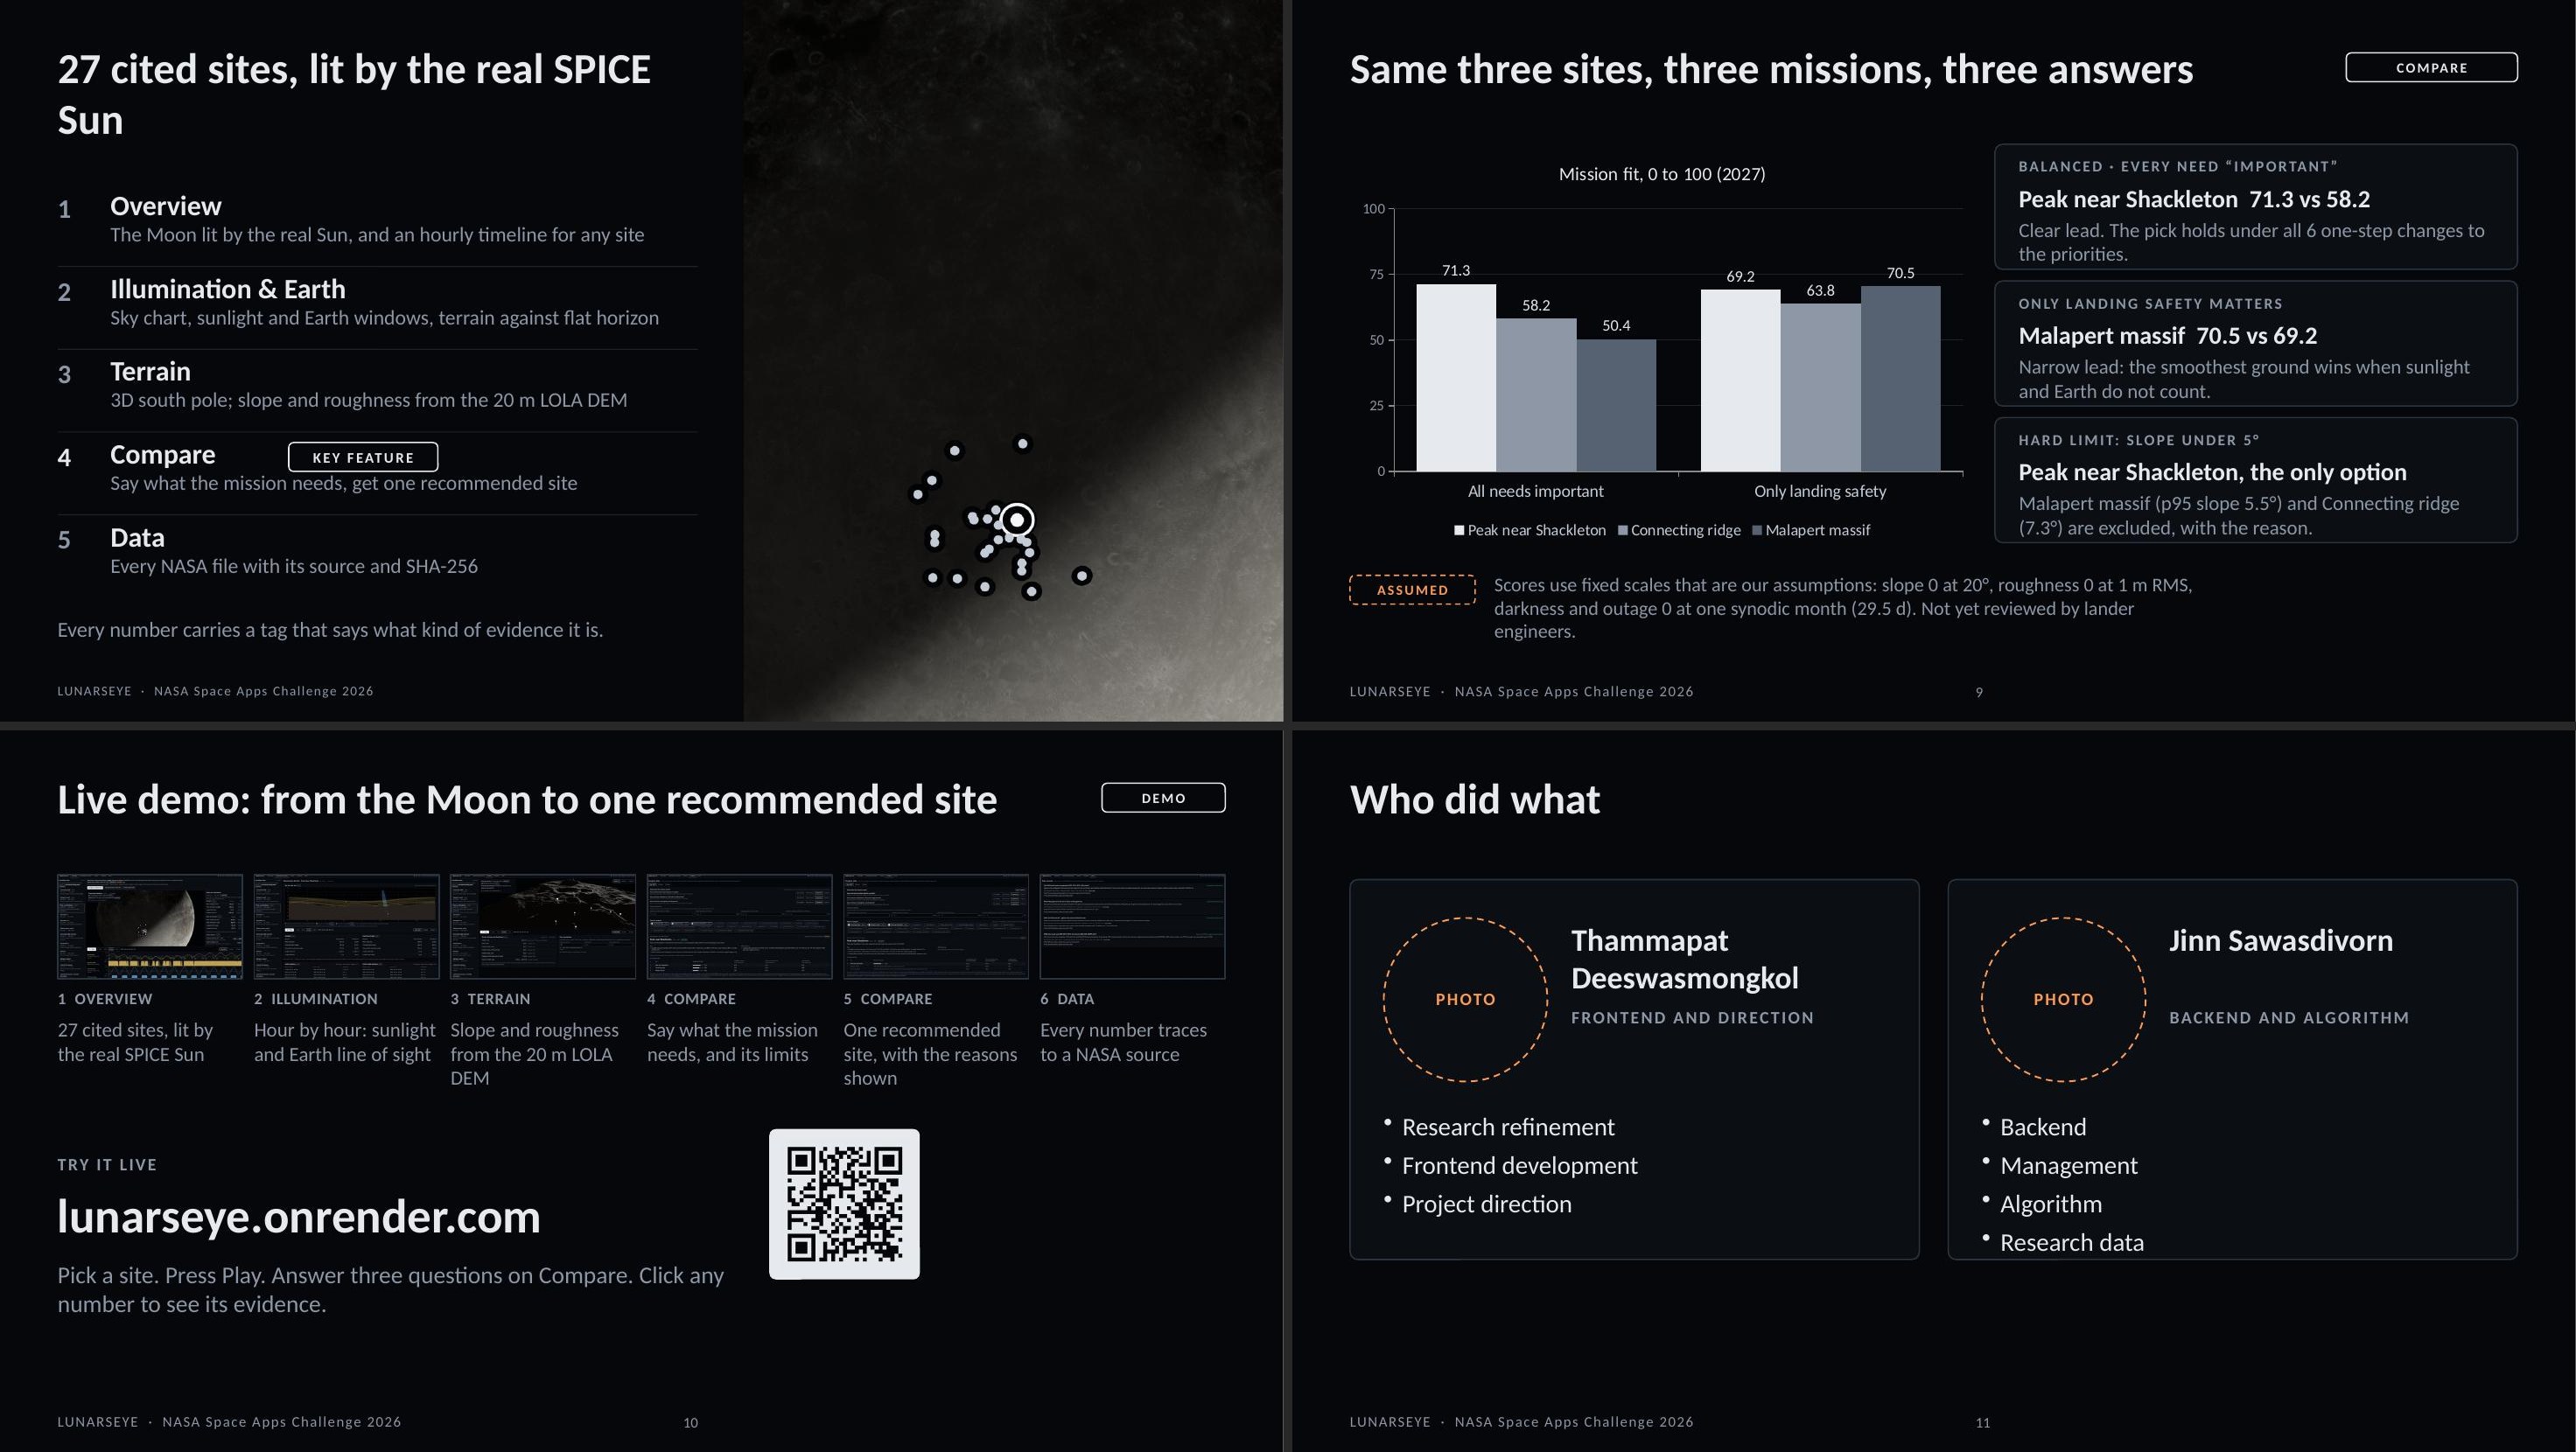 27 cited sites, lit by the real SPICE
Sun
1 Overview
The Moon lit by the real Sun, and an hourly timeline for any site
2 Illumination & Earth
Sky chart, sunlight and Earth windows, terrain against flat horizon
3 Terrain
3D south pole; slope and roughness from the 20 m LOLA DEM
4 Compare KEY FEATURE
Say what the mission needs, get one recommended site
5 Data
Every NASA file with its source and SHA-256
Every number carries a tag that says what kind of evidence it is.
LUNARSEYE · NASA Space Apps Challenge 2026
Same three sites, three missions, three answers
COMPARE
Mission fit, 0 to 100 (2027)
100
75
50
25
0
71.3
58.2
50.4
69.2
63.8
70.5
All needs important
Only landing safety
Peak near Shackleton Connecting ridge Malapert massif
BALANCED · EVERY NEED “IMPORTANT”
Peak near Shackleton 71.3 vs 58.2
Clear lead. The pick holds under all 6 one-step changes to
the priorities.
ONLY LANDING SAFETY MATTERS
Malapert massif 70.5 vs 69.2
Narrow lead: the smoothest ground wins when sunlight
and Earth do not count.
HARD LIMIT: SLOPE UNDER 5°
Peak near Shackleton, the only option
Malapert massif (p95 slope 5.5°) and Connecting ridge
(7.3°) are excluded, with the reason.
ASSUMED
Scores use fixed scales that are our assumptions: slope 0 at 20°, roughness 0 at 1 m RMS,
darkness and outage 0 at one synodic month (29.5 d). Not yet reviewed by lander
engineers.
LUNARSEYE · NASA Space Apps Challenge 2026
9
Live demo: from the Moon to one recommended site
DEMO
1 OVERVIEW
27 cited sites, lit by
the real SPICE Sun
2 ILLUMINATION
Hour by hour: sunlight
and Earth line of sight
3 TERRAIN
Slope and roughness
from the 20 m LOLA
DEM
4 COMPARE
Say what the mission
needs, and its limits
5 COMPARE
One recommended
site, with the reasons
shown
6 DATA
Every number traces
to a NASA source
TRY IT LIVE
lunarseye.onrender.com
Pick a site. Press Play. Answer three questions on Compare. Click any
number to see its evidence.
LUNARSEYE · NASA Space Apps Challenge 2026
10
Who did what
PHOTO
Thammapat
Deeswasmongkol
FRONTEND AND DIRECTION
• Research refinement
• Frontend development
• Project direction
PHOTO
Jinn Sawasdivorn
BACKEND AND ALGORITHM
• Backend
• Management
• Algorithm
• Research data
LUNARSEYE · NASA Space Apps Challenge 2026
11